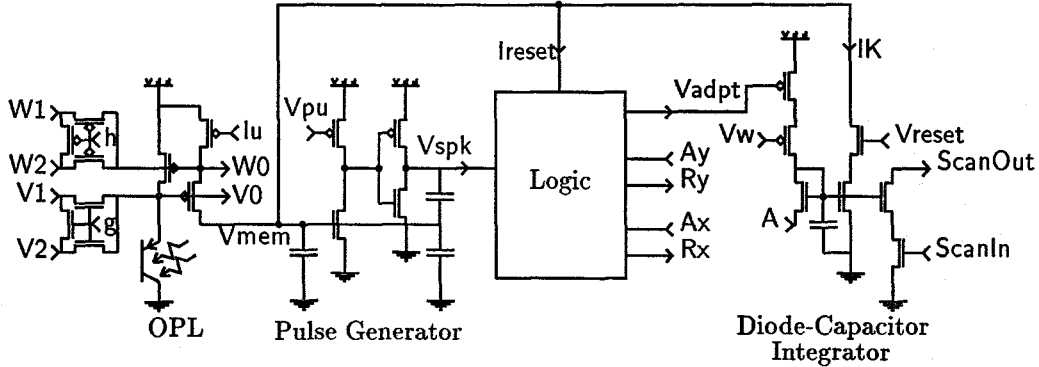 Ireset
IK
W1
h
Iu
Vpu
Vadpt
W2
W0
Vspk
Vw
Vreset
V1
V0
Logic
Ay
Ry
ScanOut
g
V2
Vmem
Ax
Rx
A
ScanIn
OPL
Pulse Generator
Diode-Capacitor
Integrator